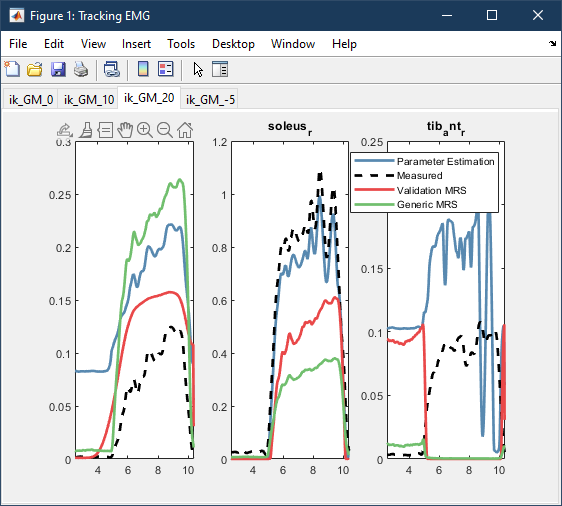 Figure 1: Tracking EMG
File Edit View Insert Tools Desktop Window Help
ik_GM_0 ik_GM_10 ik_GM_20 ik_GM_-5
0.3
0.25
0.2
0.15
0.1
0.05
0
4 6 8 10
soleus_r
1.2
1
0.8
0.6
0.4
0.2
0
4 6 8 10
tib_ant_r
0.25
0.15
0.1
0.05
0
4 6 8 10
Parameter Estimation
Measured
Validation MRS
Generic MRS